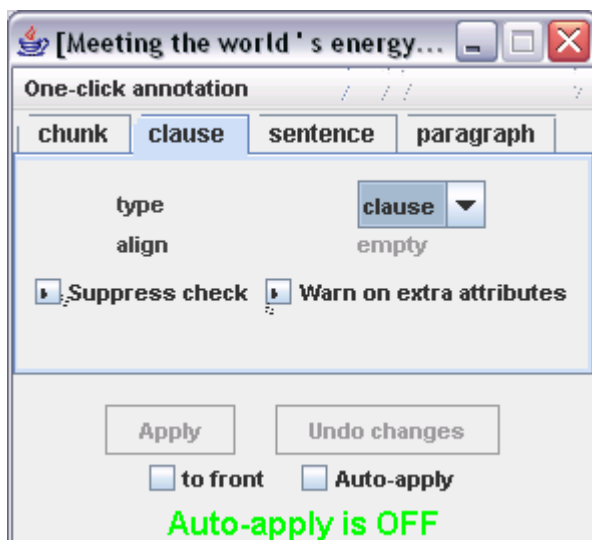 [Meeting the world ' s energy...
One-click annotation
chunk clause sentence paragraph
type clause
align empty
Suppress check Warn on extra attributes
Apply Undo changes
to front Auto-apply
Auto-apply is OFF